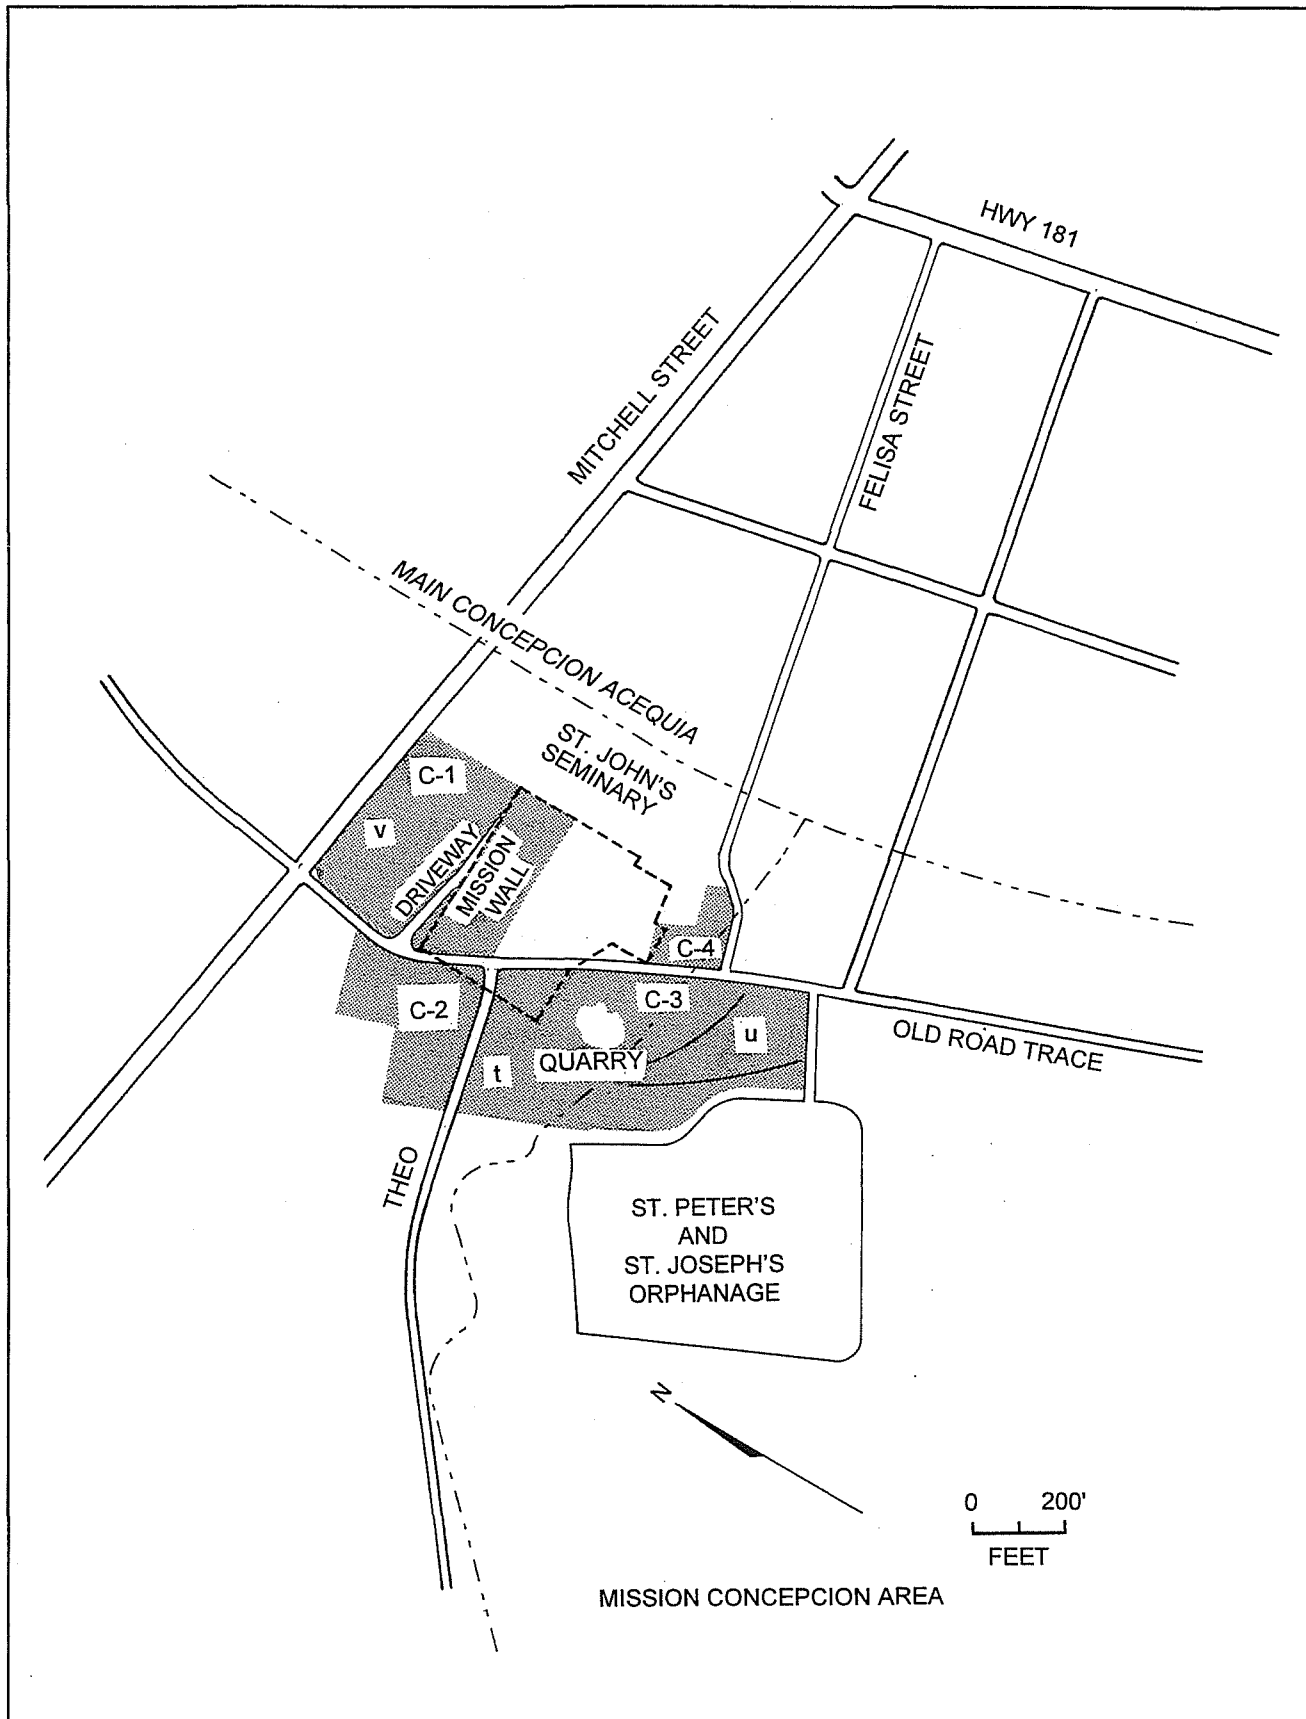 HWY 181
MITCHELL STREET
FELISA STREET
MAIN CONCEPCION ACEQUIA
ST. JOHN'S
SEMINARY
C-1
v
DRIVEWAY
MISSION
WALL
C-4
C-3
C-2
u
OLD ROAD TRACE
QUARRY
t
THEO
ST. PETER'S
AND
ST. JOSEPH'S
ORPHANAGE
N
0 200'
FEET
MISSION CONCEPCION AREA